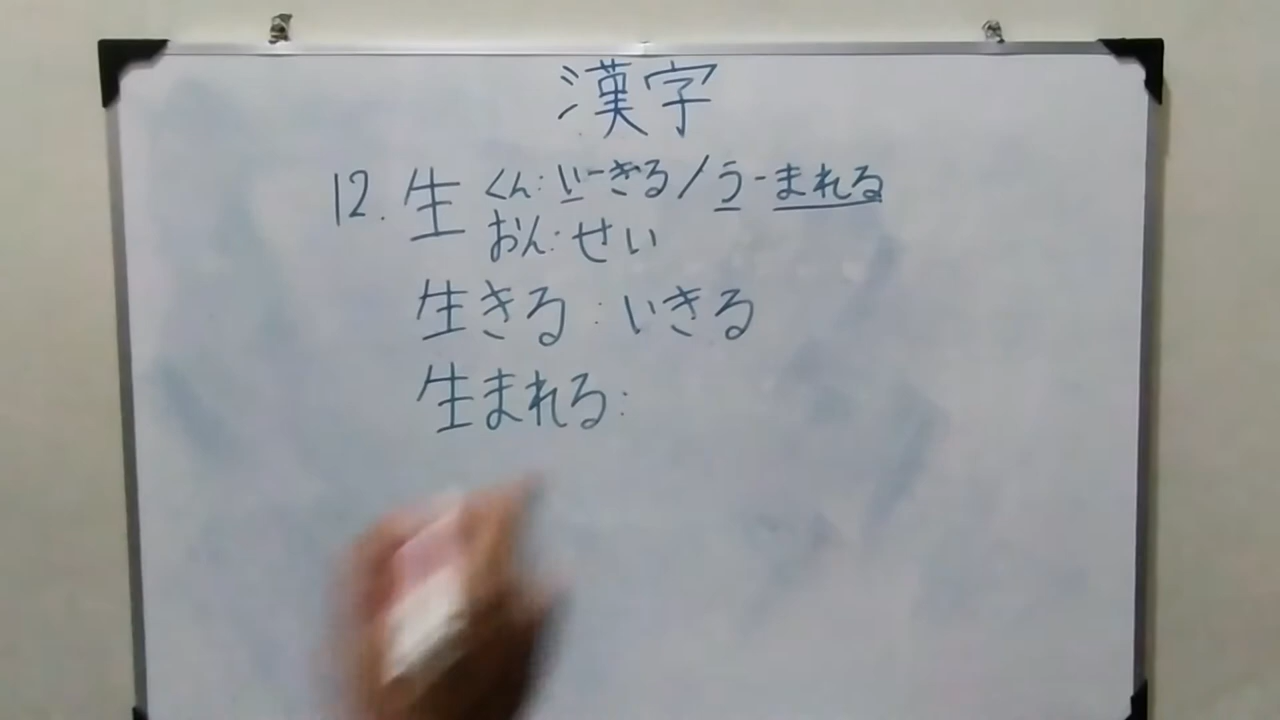 漢字
12. 生 くん: い-きる/う-まれる
おん: せい
生きる: いきる
生まれる: